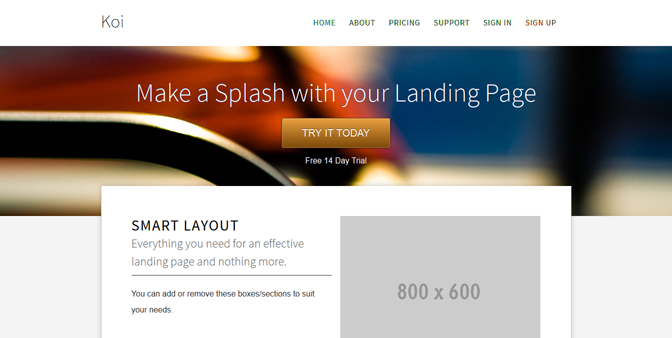 Koi
HOME ABOUT PRICING SUPPORT SIGN IN SIGN UP
Make a Splash with your Landing Page
TRY IT TODAY
Free 14 Day Trial
SMART LAYOUT
Everything you need for an effective
landing page and nothing more.
You can add or remove these boxes/sections to suit
your needs.
800 x 600